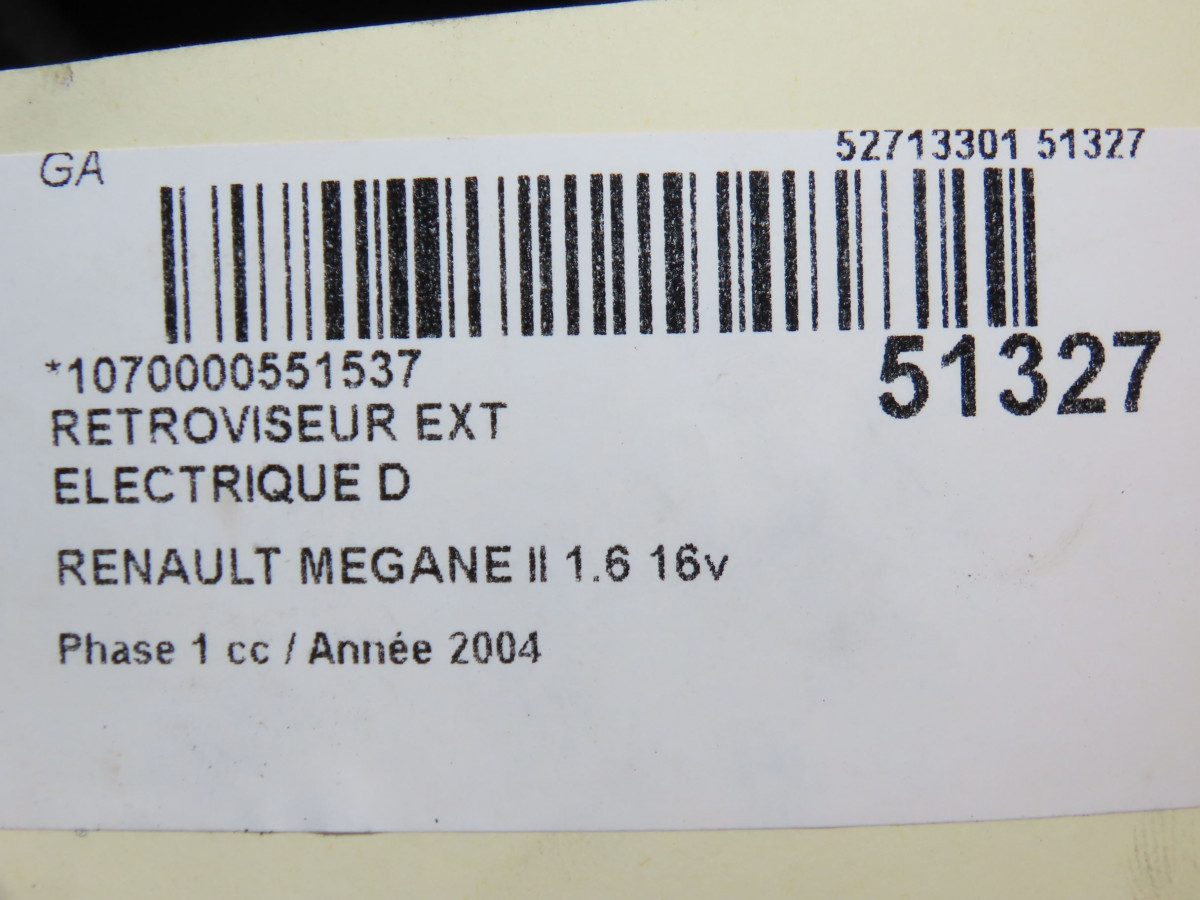 GA
52713301 51327
*1070000551537
51327
RETROVISEUR EXT
ELECTRIQUE D
RENAULT MEGANE II 1.6 16v
Phase 1 cc / Année 2004